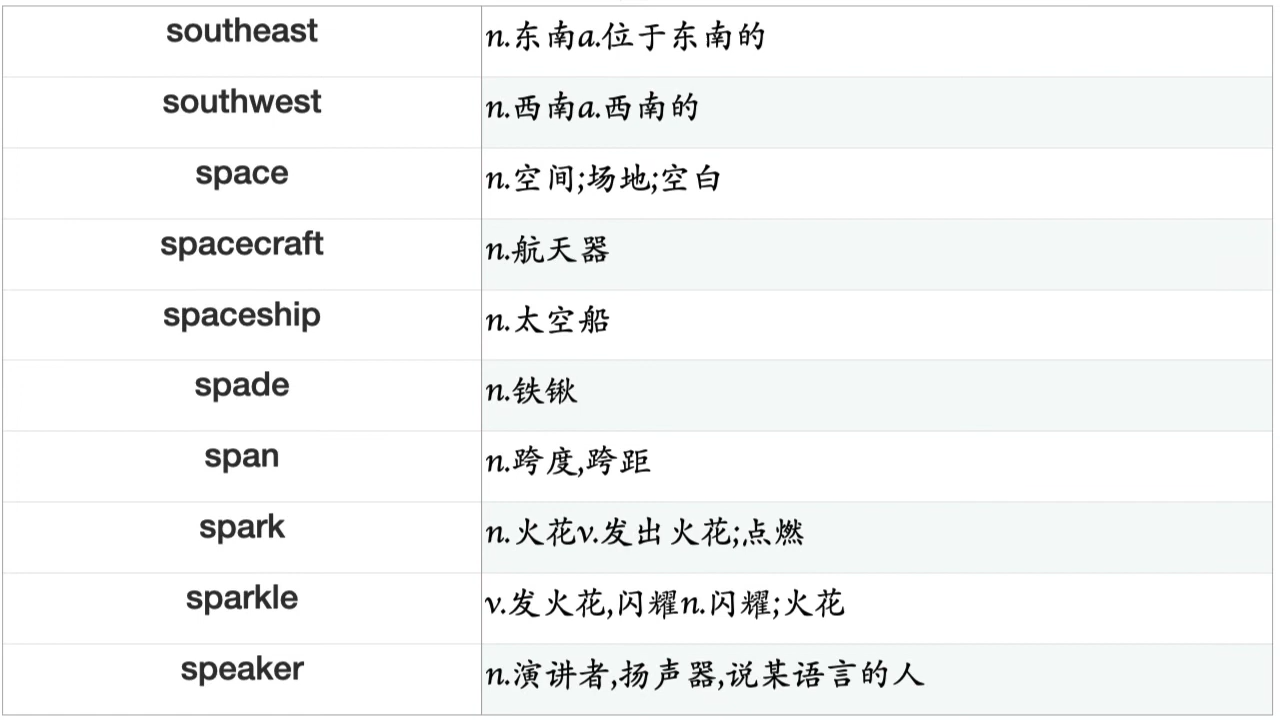 southeast n.东南a.位于东南的
southwest n.西南a.西南的
space n.空间;场地;空白
spacecraft n.航天器
spaceship n.太空船
spade n.铁锹
span n.跨度,跨距
spark n.火花v.发出火花;点燃
sparkle v.发火花,闪耀n.闪耀;火花
speaker n.演讲者,扬声器,说某语言的人